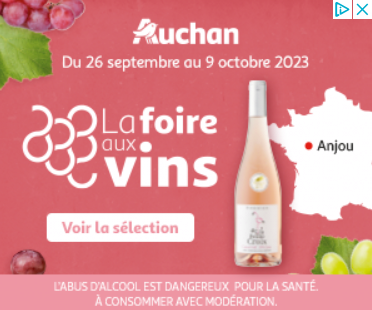 Auchan
Du 26 septembre au 9 octobre 2023
La foire
aux
vins
Anjou
Voir la sélection
L'ABUS D'ALCOOL EST DANGEREUX POUR LA SANTÉ.
À CONSOMMER AVEC MODÉRATION.